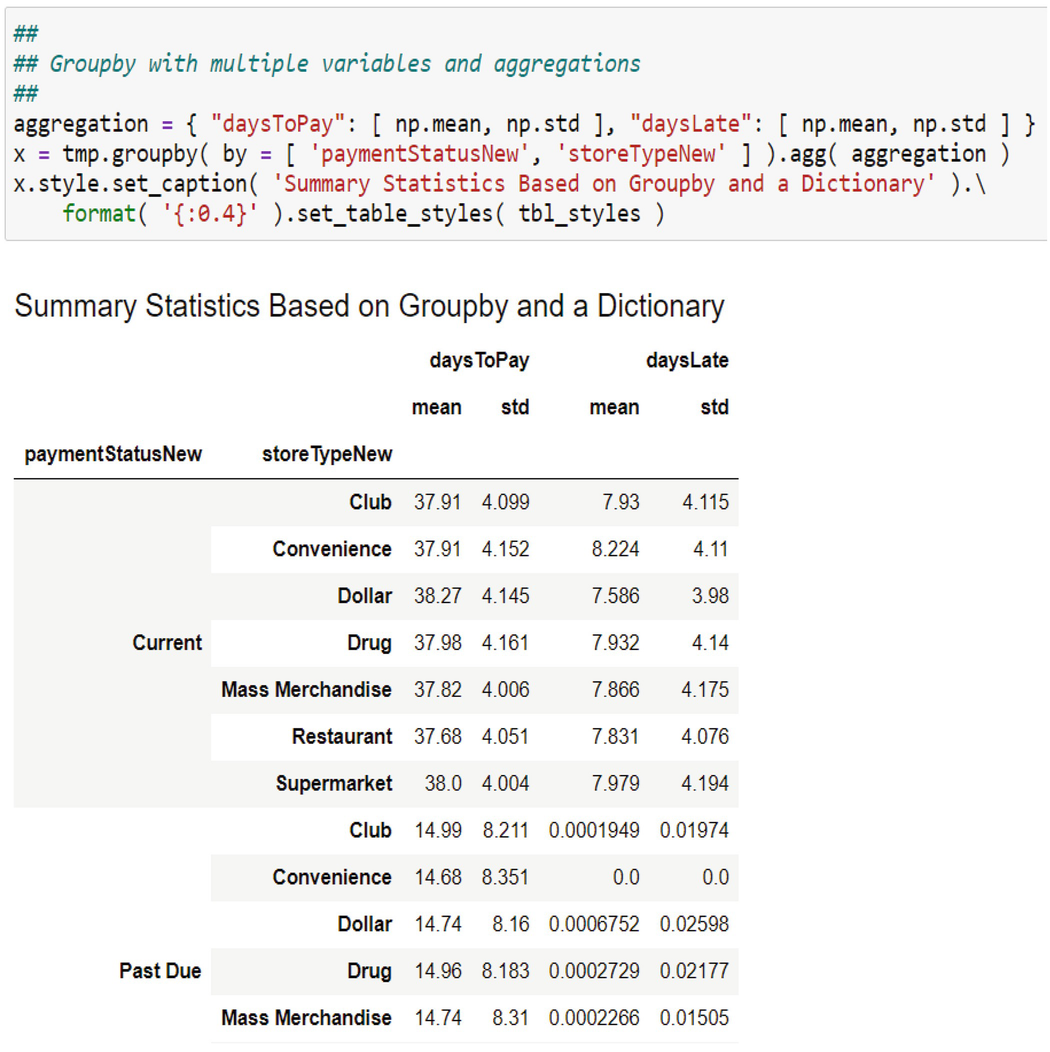 ##
## Groupby with multiple variables and aggregations
##
aggregation = { "daysToPay": [ np.mean, np.std ], "daysLate": [ np.mean, np.std ] }
x = tmp.groupby( by = [ 'paymentStatusNew', 'storeTypeNew' ] ).agg( aggregation )
x.style.set_caption( 'Summary Statistics Based on Groupby and a Dictionary' ).\
    format( '{:0.4}' ).set_table_styles( tbl_styles )
Summary Statistics Based on Groupby and a Dictionary
daysToPay daysLate
mean std mean std
paymentStatusNew storeTypeNew
Club 37.91 4.099 7.93 4.115
Convenience 37.91 4.152 8.224 4.11
Dollar 38.27 4.145 7.586 3.98
Current Drug 37.98 4.161 7.932 4.14
Mass Merchandise 37.82 4.006 7.866 4.175
Restaurant 37.68 4.051 7.831 4.076
Supermarket 38.0 4.004 7.979 4.194
Club 14.99 8.211 0.0001949 0.01974
Convenience 14.68 8.351 0.0 0.0
Dollar 14.74 8.16 0.0006752 0.02598
Past Due Drug 14.96 8.183 0.0002729 0.02177
Mass Merchandise 14.74 8.31 0.0002266 0.01505